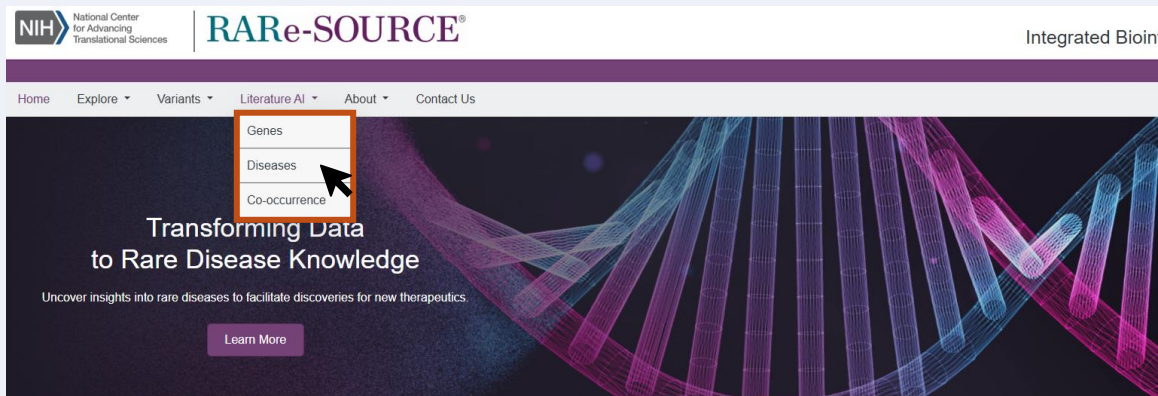 NIH
National Center
for Advancing
Translational Sciences
RARe-SOURCE®
Integrated Bioin
Home Explore Variants Literature AI About Contact Us
Genes
Diseases
Co-occurrence
Transforming Data
to Rare Disease Knowledge
Uncover insights into rare diseases to facilitate discoveries for new therapeutics.
Learn More